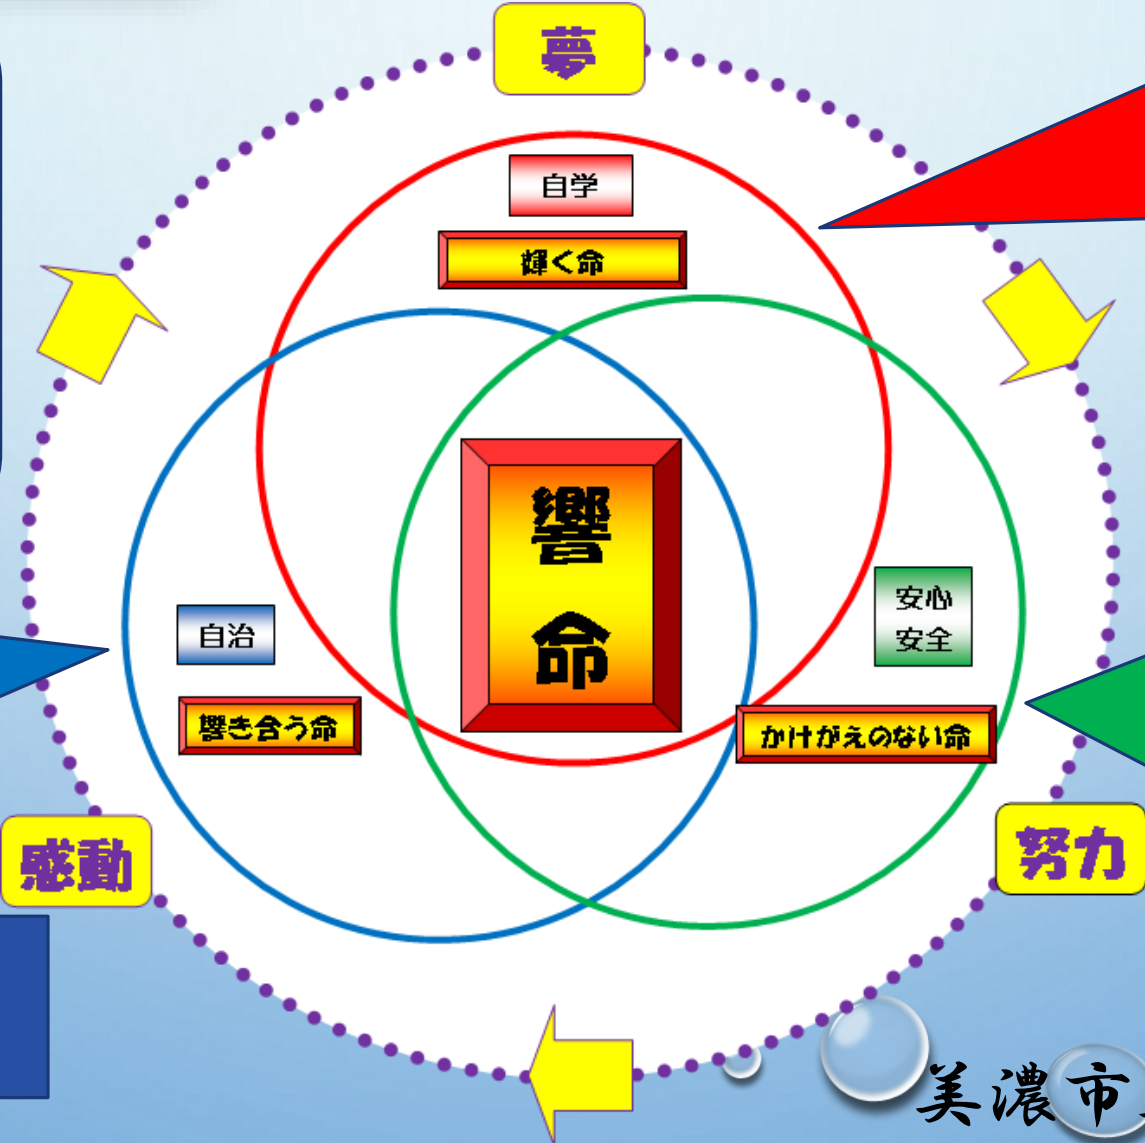 夢
自学
輝く命
響
命
自治
響き合う命
安心
安全
かけがえのない命
感動
努力
美濃市